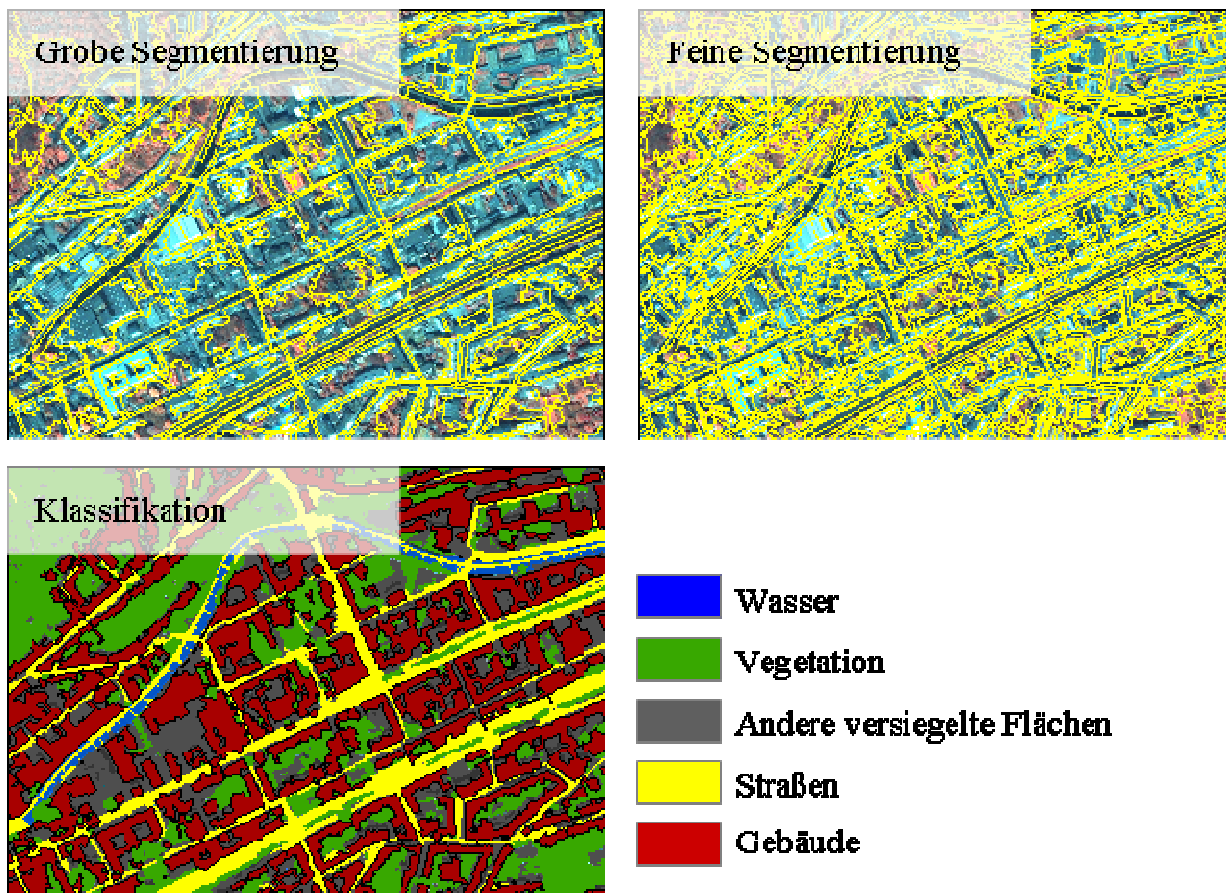 Grobe Segmentierung
Feine Segmentierung
Klassifikation
Wasser
Vegetation
Andere versiegelte Flächen
Straßen
Gebäude